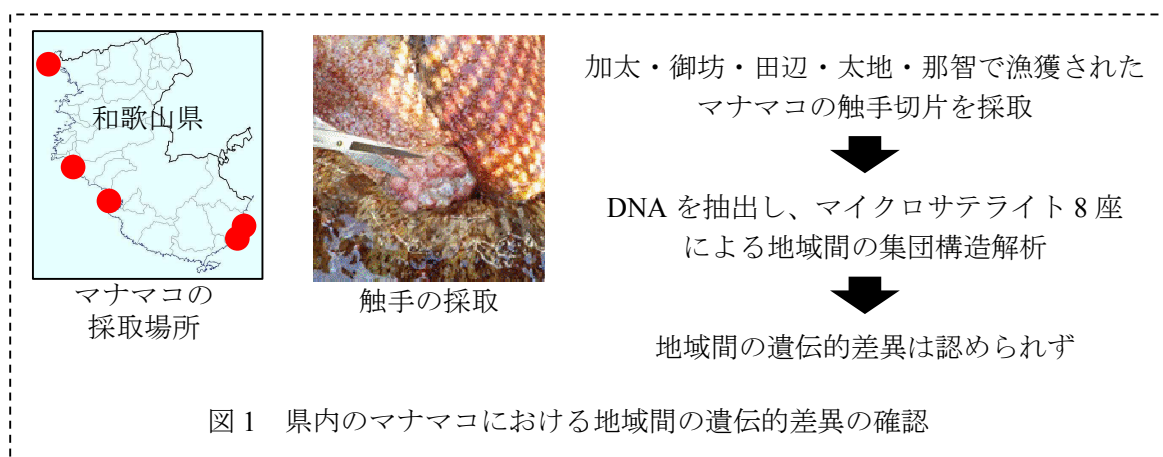 和歌山県
マナマコの
採取場所
触手の採取
加太・御坊・田辺・太地・那智で漁獲された
マナマコの触手切片を採取
DNA を抽出し、マイクロサテライト 8 座
による地域間の集団構造解析
地域間の遺伝的差異は認められず
図 1　県内のマナマコにおける地域間の遺伝的差異の確認